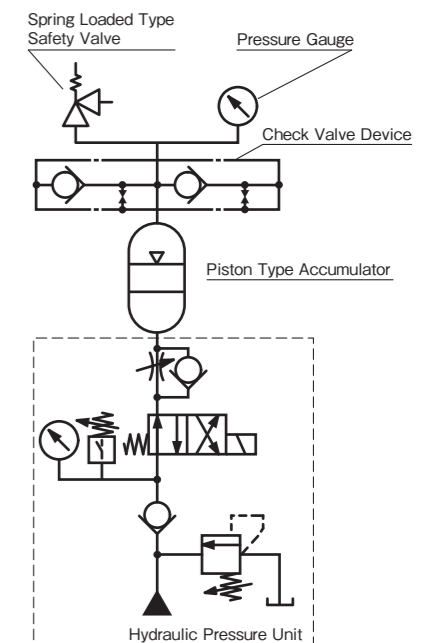 Spring Loaded Type
Safety Valve
Pressure Gauge
Check Valve Device
Piston Type Accumulator
Hydraulic Pressure Unit